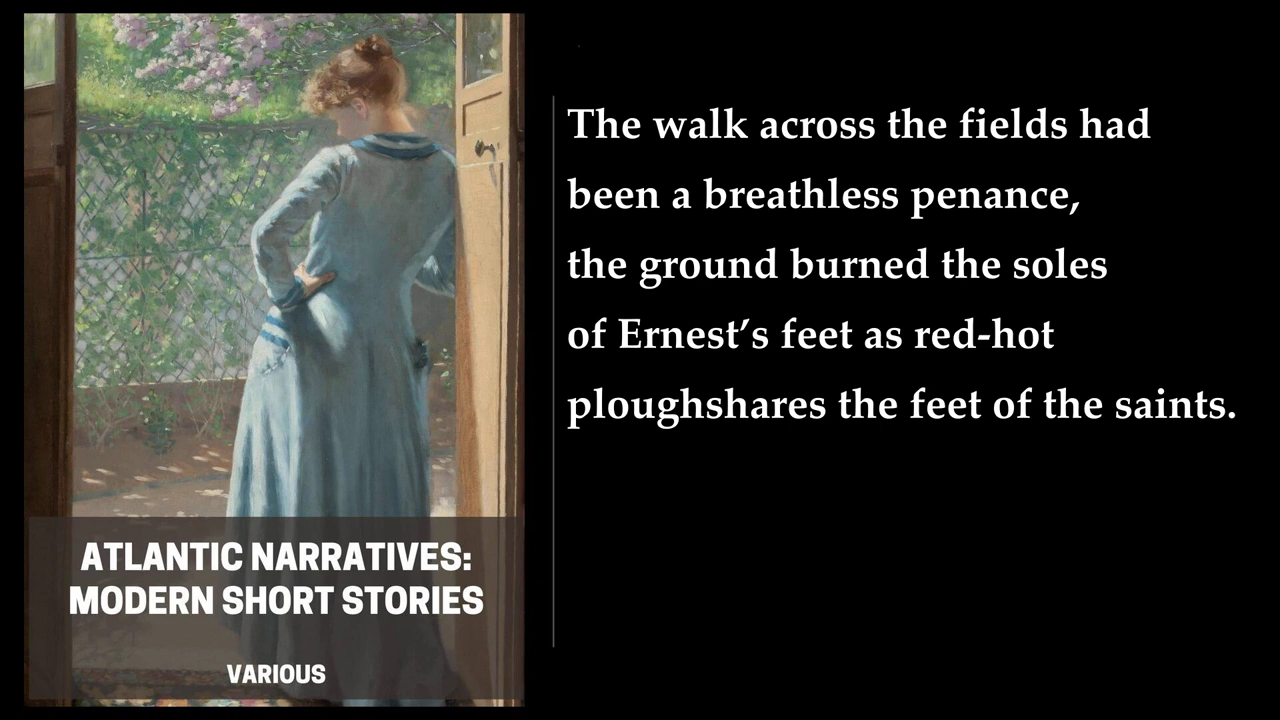 The walk across the fields had
been a breathless penance,
the ground burned the soles
of Ernest’s feet as red-hot
ploughshares the feet of the saints.
ATLANTIC NARRATIVES:
MODERN SHORT STORIES
VARIOUS